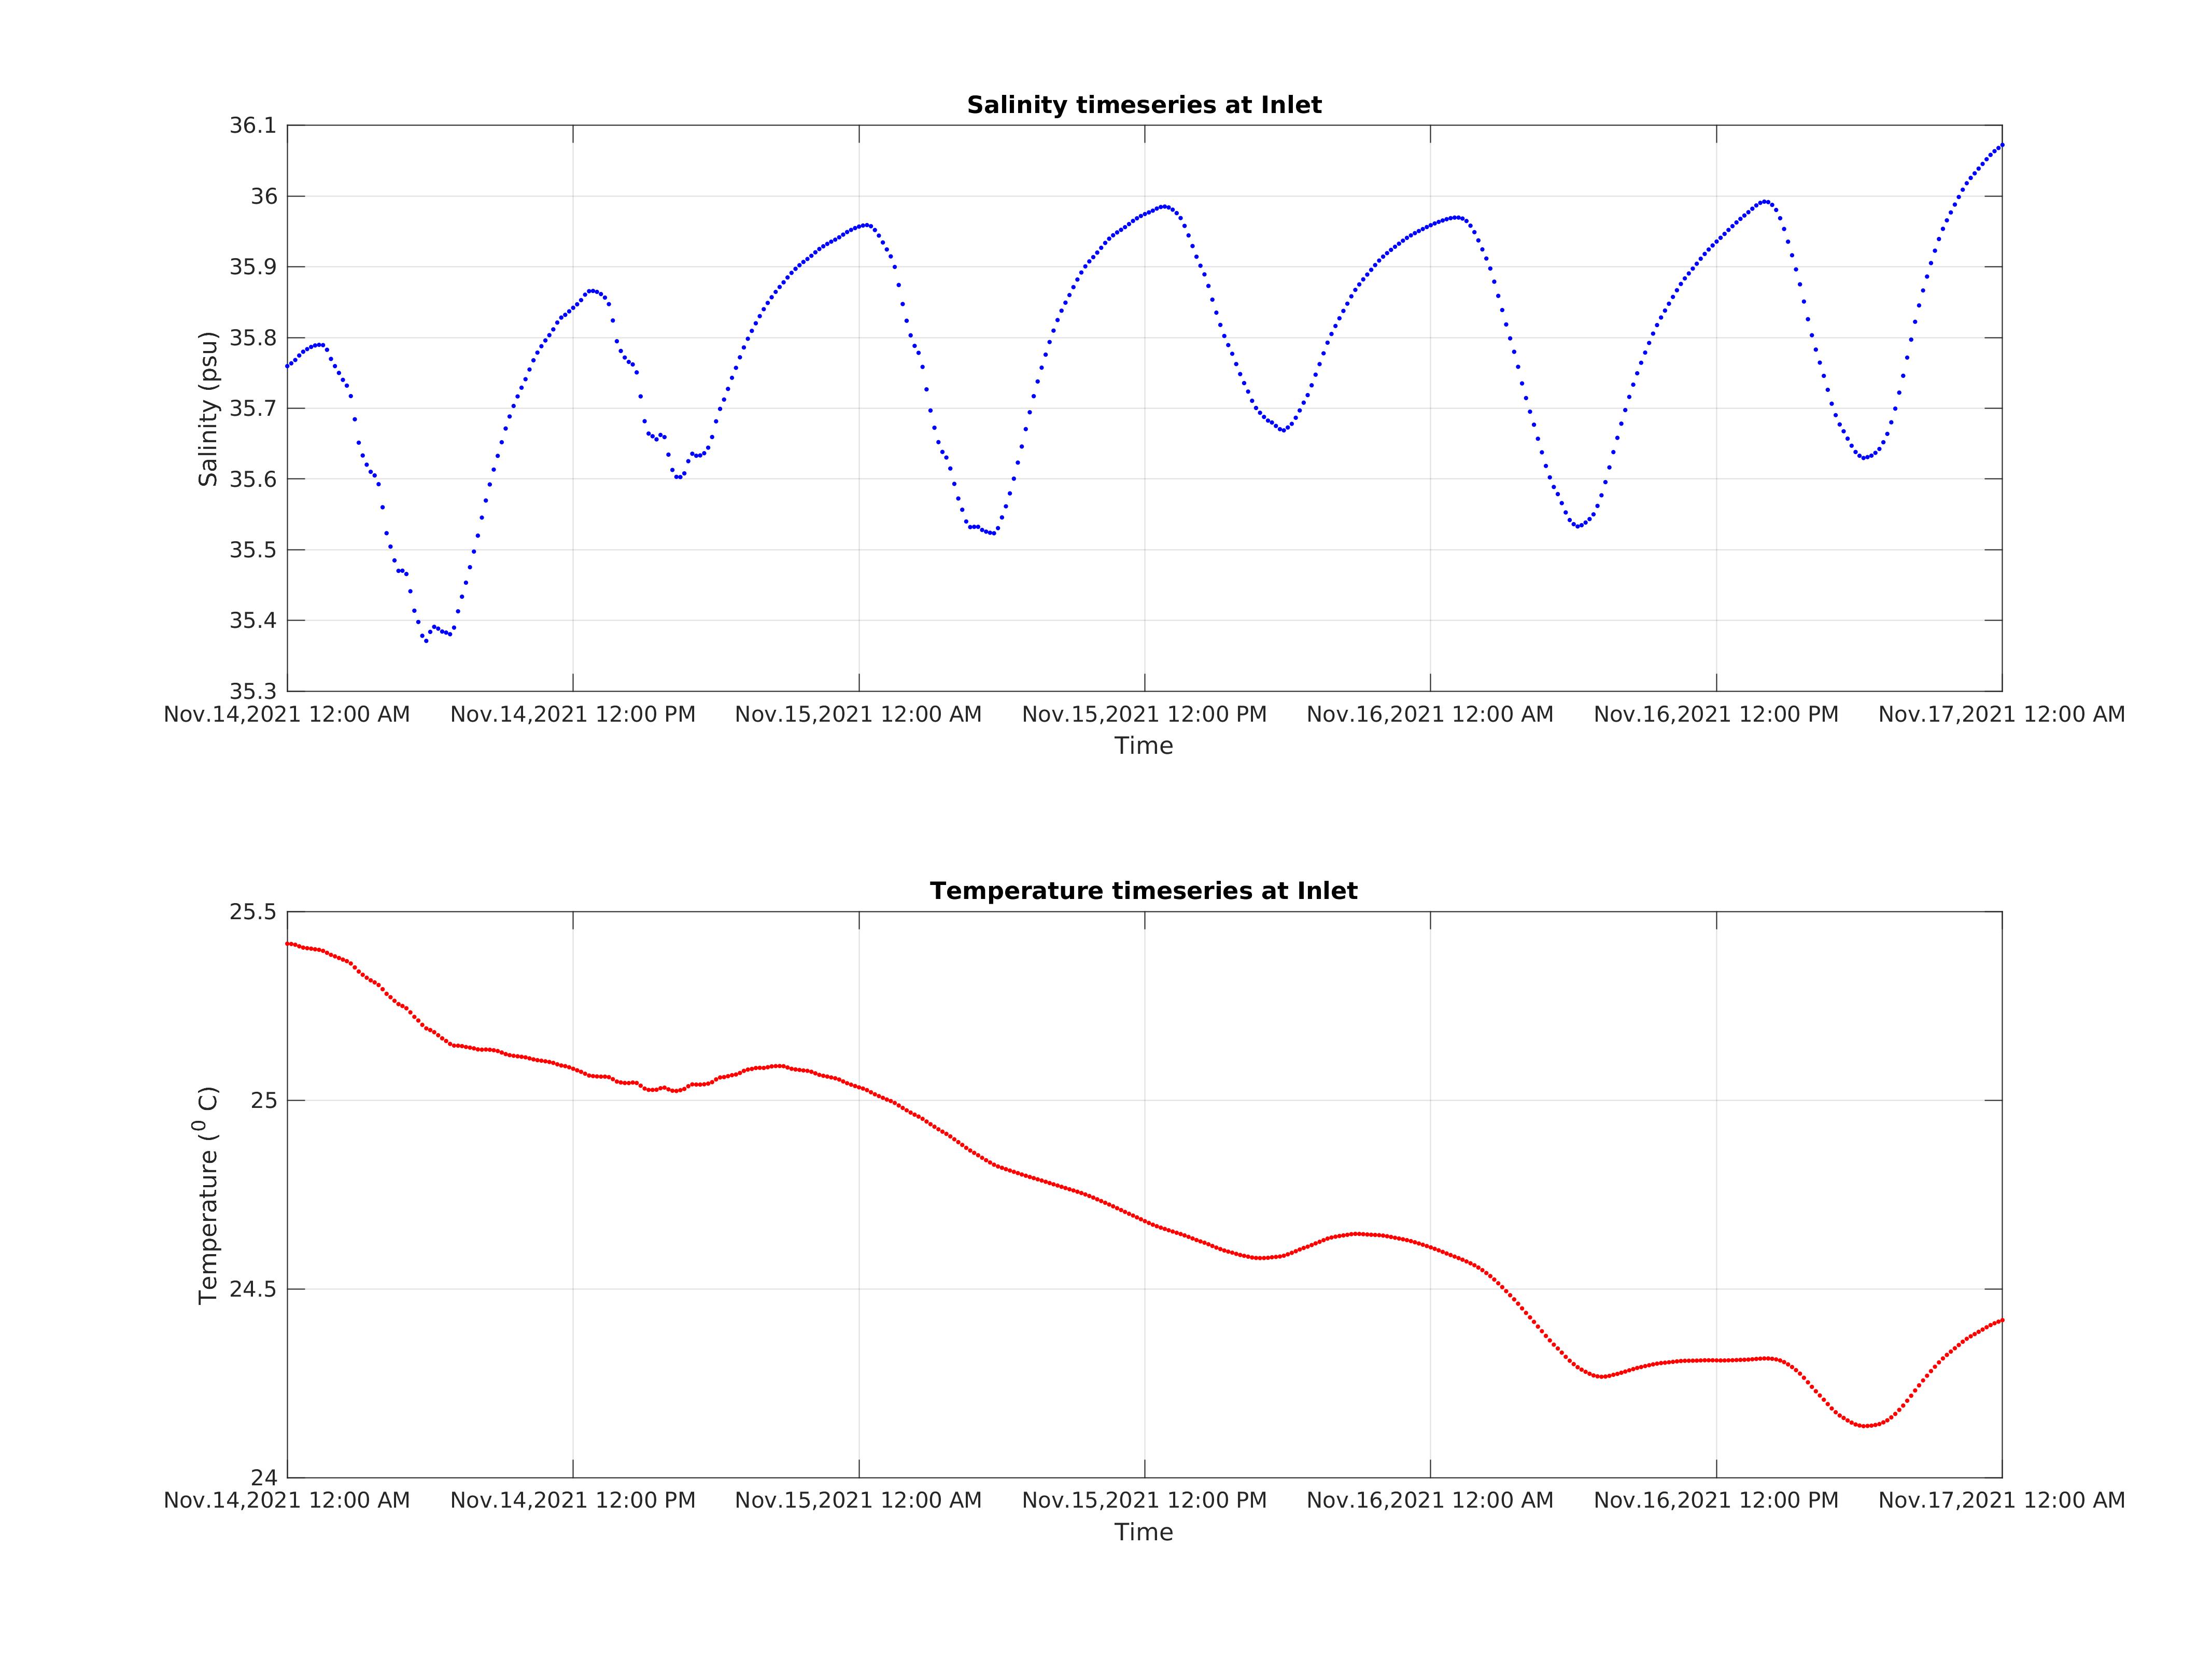 Salinity timeseries at Inlet
36.1
36
35.9
35.8
35.7
35.6
35.5
35.4
35.3
Salinity (psu)
Nov.14,2021 12:00 AM Nov.14,2021 12:00 PM Nov.15,2021 12:00 AM Nov.15,2021 12:00 PM Nov.16,2021 12:00 AM Nov.16,2021 12:00 PM Nov.17,2021 12:00 AM
Time
Temperature timeseries at Inlet
25.5
25
24.5
24
Temperature (⁰ C)
Nov.14,2021 12:00 AM Nov.14,2021 12:00 PM Nov.15,2021 12:00 AM Nov.15,2021 12:00 PM Nov.16,2021 12:00 AM Nov.16,2021 12:00 PM Nov.17,2021 12:00 AM
Time